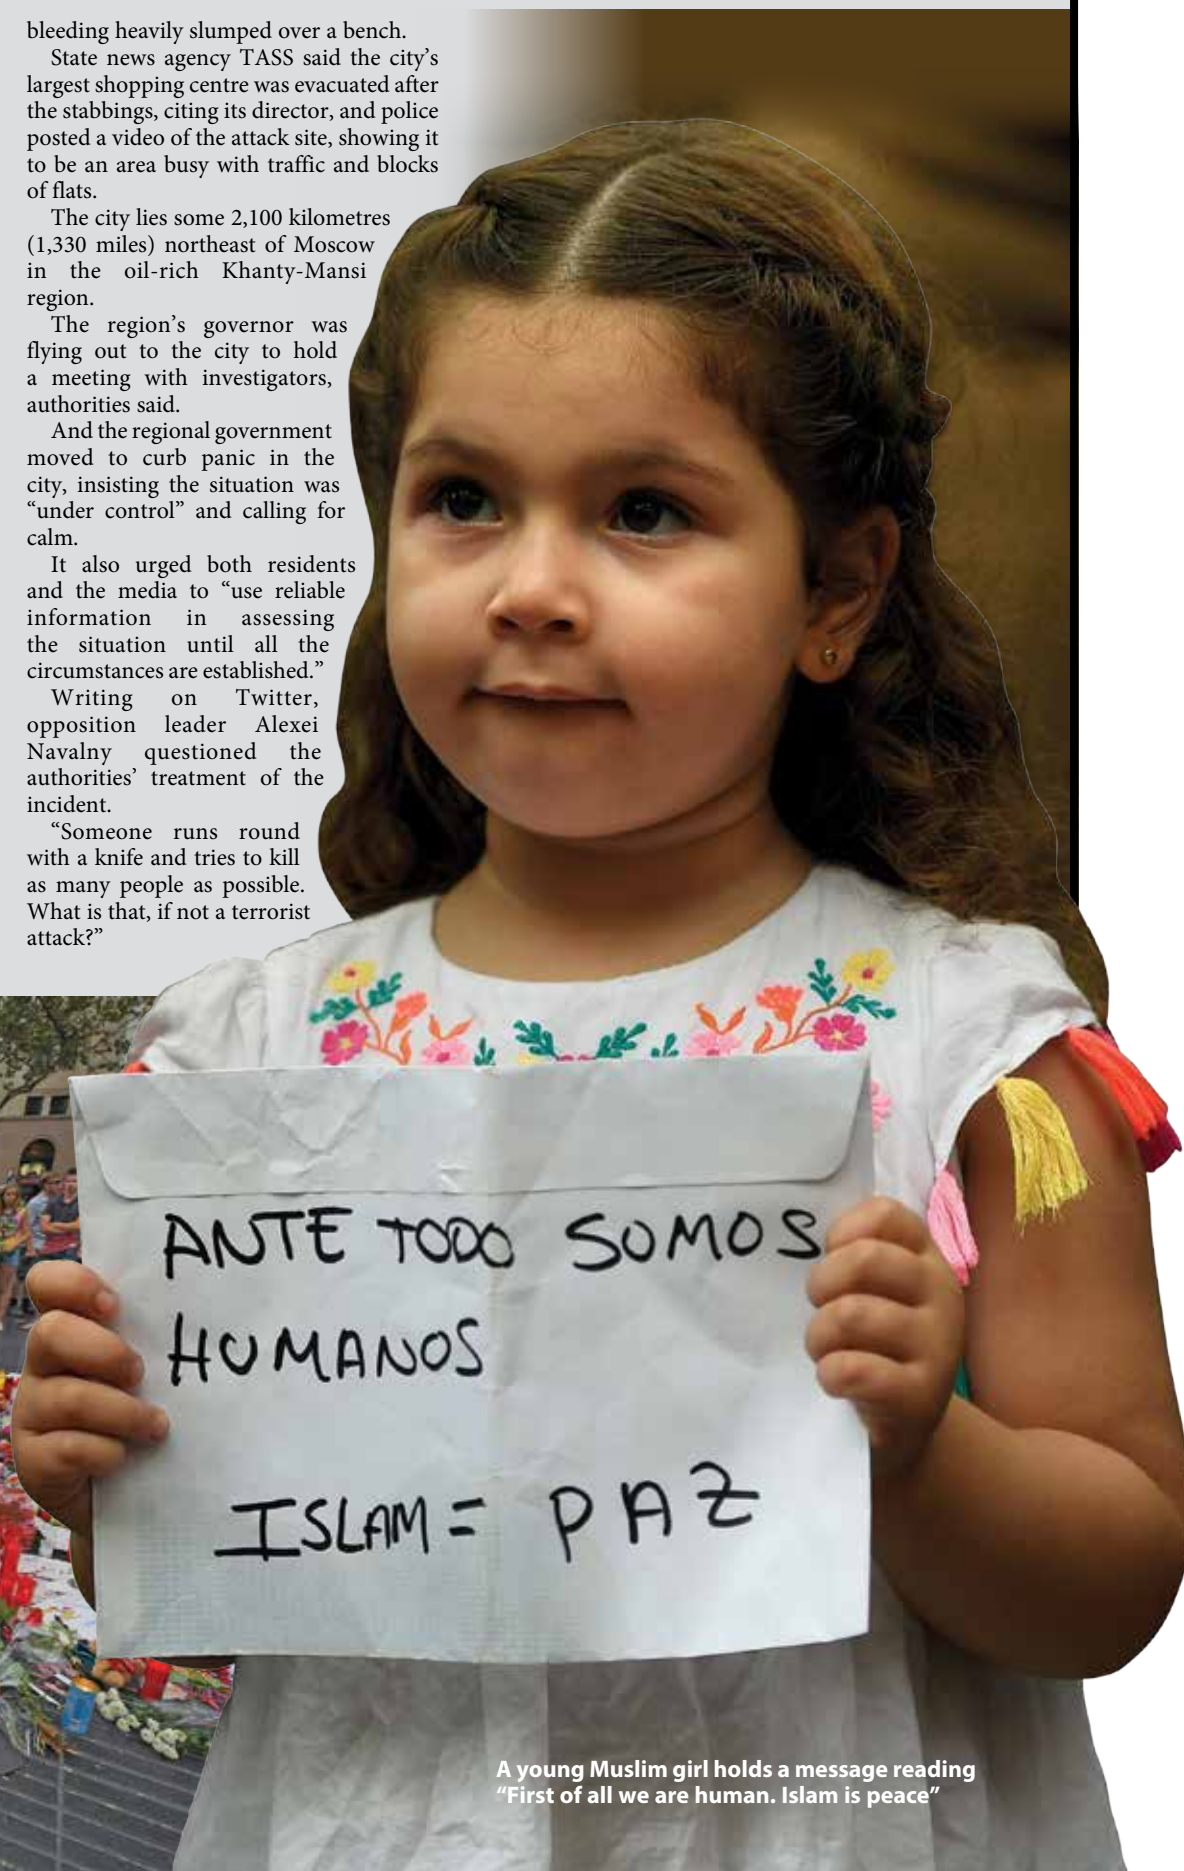 bleeding heavily slumped over a bench.
State news agency TASS said the city's
largest shopping centre was evacuated after
the stabbings, citing its director, and police
posted a video of the attack site, showing it
to be an area busy with traffic and blocks
of flats.
The city lies some 2,100 kilometres
(1,330 miles) northeast of Moscow
in the oil-rich Khanty-Mansi
region.
The region's governor was
flying out to the city to hold
a meeting with investigators,
authorities said.
And the regional government
moved to curb panic in the
city, insisting the situation was
“under control” and calling for
calm.
It also urged both residents
and the media to “use reliable
information in assessing
the situation until all the
circumstances are established.”
Writing on Twitter,
opposition leader Alexei
Navalny questioned the
authorities' treatment of the
incident.
“Someone runs round
with a knife and tries to kill
as many people as possible.
What is that, if not a terrorist
attack?”
ANTE TODO SOMOS
HUMANOS
ISLAM = PAZ
A young Muslim girl holds a message reading
“First of all we are human. Islam is peace”